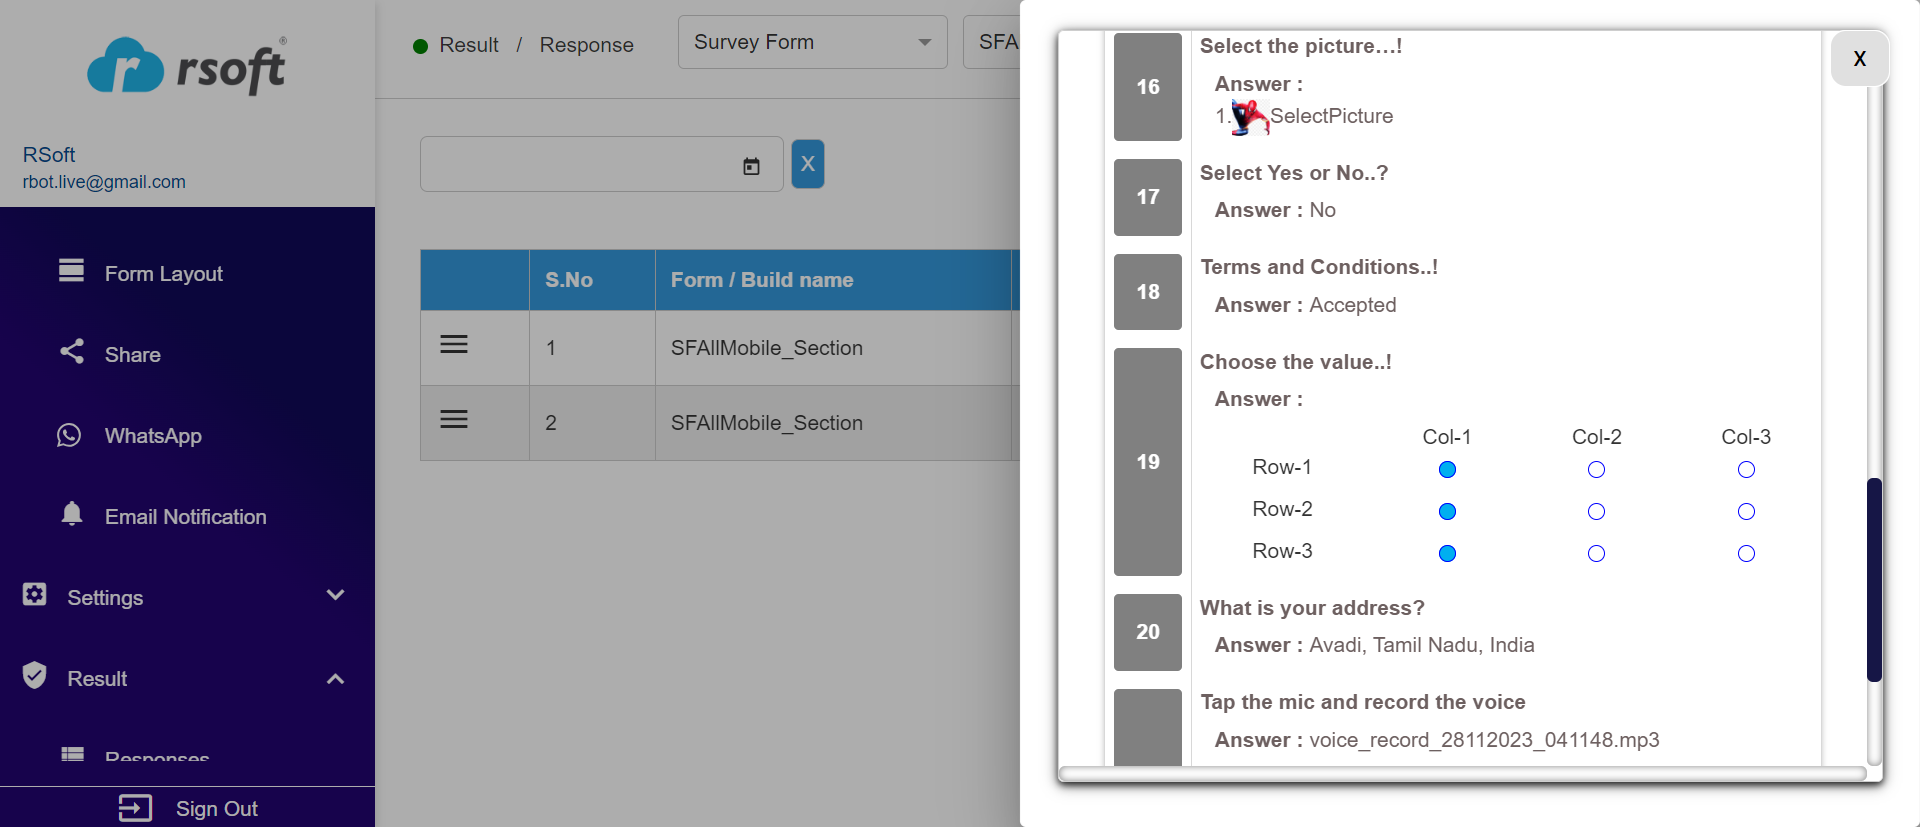 rsoft®
RSoft
rbot.live@gmail.com
Form Layout
Share
WhatsApp
Email Notification
Settings
Result
Responses
Sign Out
Result / Response
Survey Form
SFA
X
S.No Form / Build name
1 SFAllMobile_Section
2 SFAllMobile_Section
X
16 Select the picture...!
Answer :
1. SelectPicture
17 Select Yes or No..?
Answer : No
18 Terms and Conditions..!
Answer : Accepted
19 Choose the value..!
Answer :
Col-1 Col-2 Col-3
Row-1
Row-2
Row-3
20 What is your address?
Answer : Avadi, Tamil Nadu, India
Tap the mic and record the voice
Answer : voice_record_28112023_041148.mp3